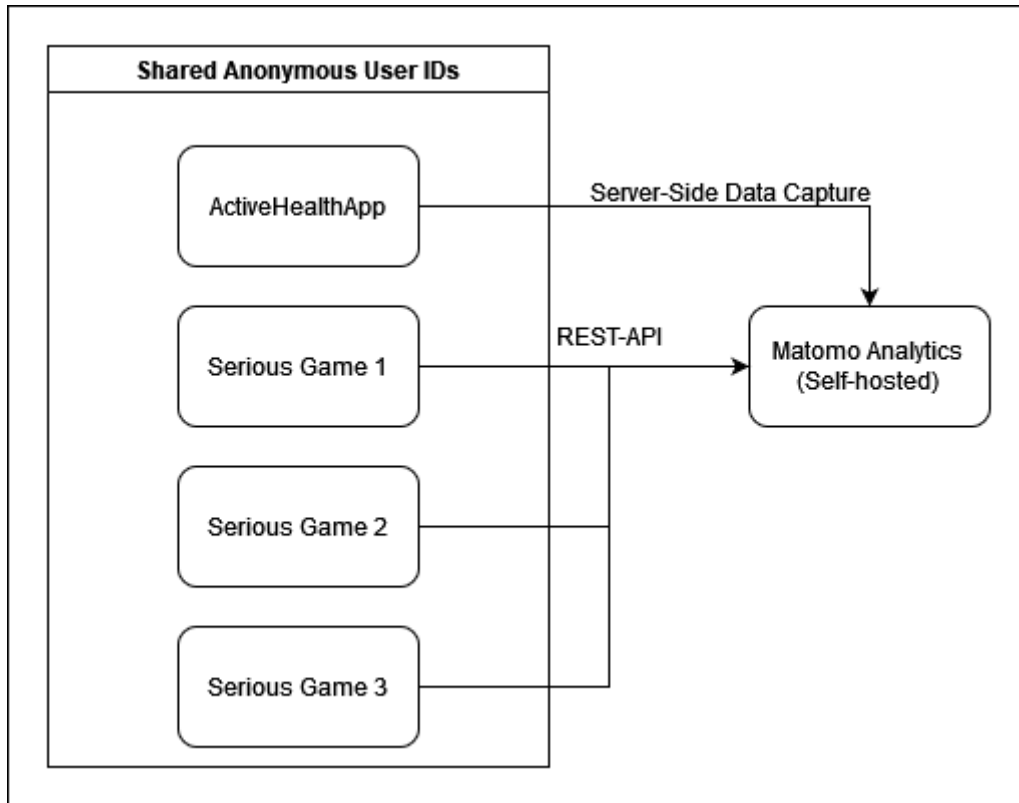 Shared Anonymous User IDs
ActiveHealthApp
Server-Side Data Capture
Serious Game 1
REST-API
Matomo Analytics
(Self-hosted)
Serious Game 2
Serious Game 3